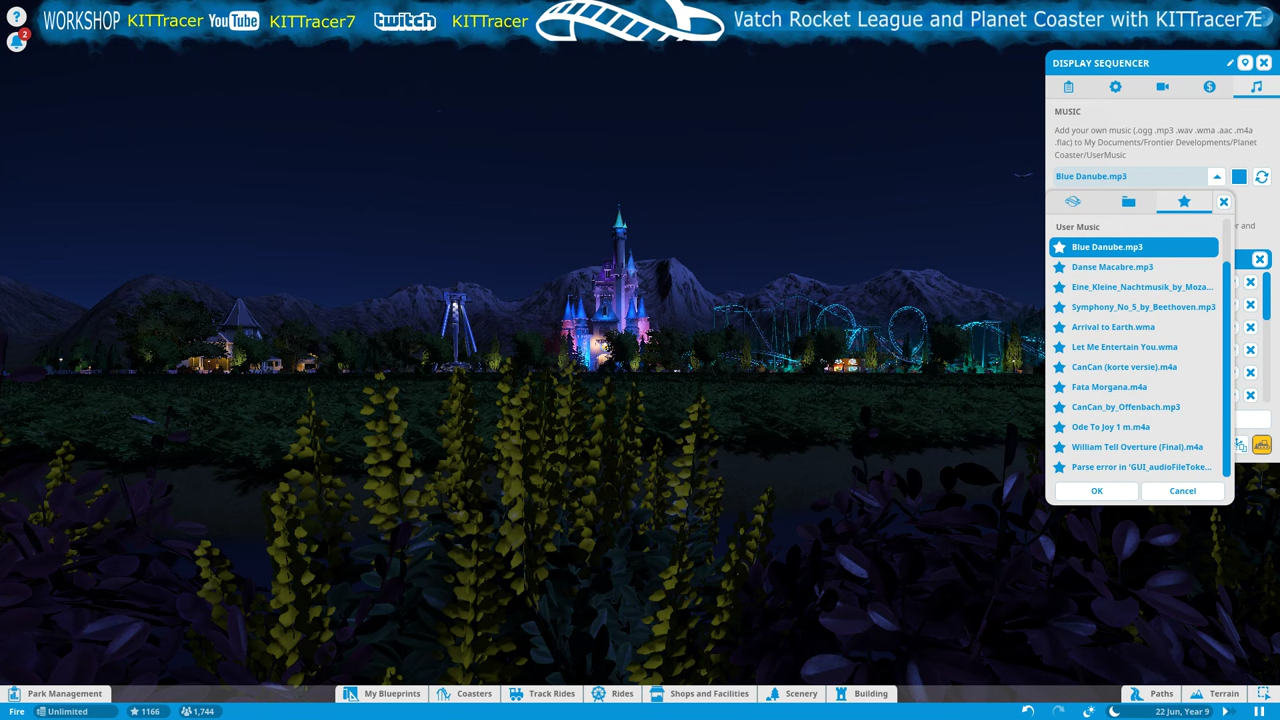 WORKSHOP KITTracer YouTube KITTracer7 twitch KITTracer
Vatch Rocket League and Planet Coaster with KITTracer7E
?
2
DISPLAY SEQUENCER
MUSIC
Add your own music (.ogg .mp3 .wav .wma .aac .m4a
.flac) to My Documents/Frontier Developments/Planet
Coaster/UserMusic
Blue Danube.mp3
User Music
or and
Blue Danube.mp3
Danse Macabre.mp3
Eine_Kleine_Nachtmusik_by_Moza...
Symphony_No_5_by_Beethoven.mp3
Arrival to Earth.wma
Let Me Entertain You.wma
CanCan (korte versie).m4a
Fata Morgana.m4a
CanCan_by_Offenbach.mp3
Ode To Joy 1 m.m4a
William Tell Overture (Final).m4a
Parse error in 'GUI_audioFileToke...
OK
Cancel
Park Management
My Blueprints
Coasters
Track Rides
Rides
Shops and Facilities
Scenery
Building
Paths
Terrain
Fire
Unlimited
1166
1,744
22 Jun, Year 9